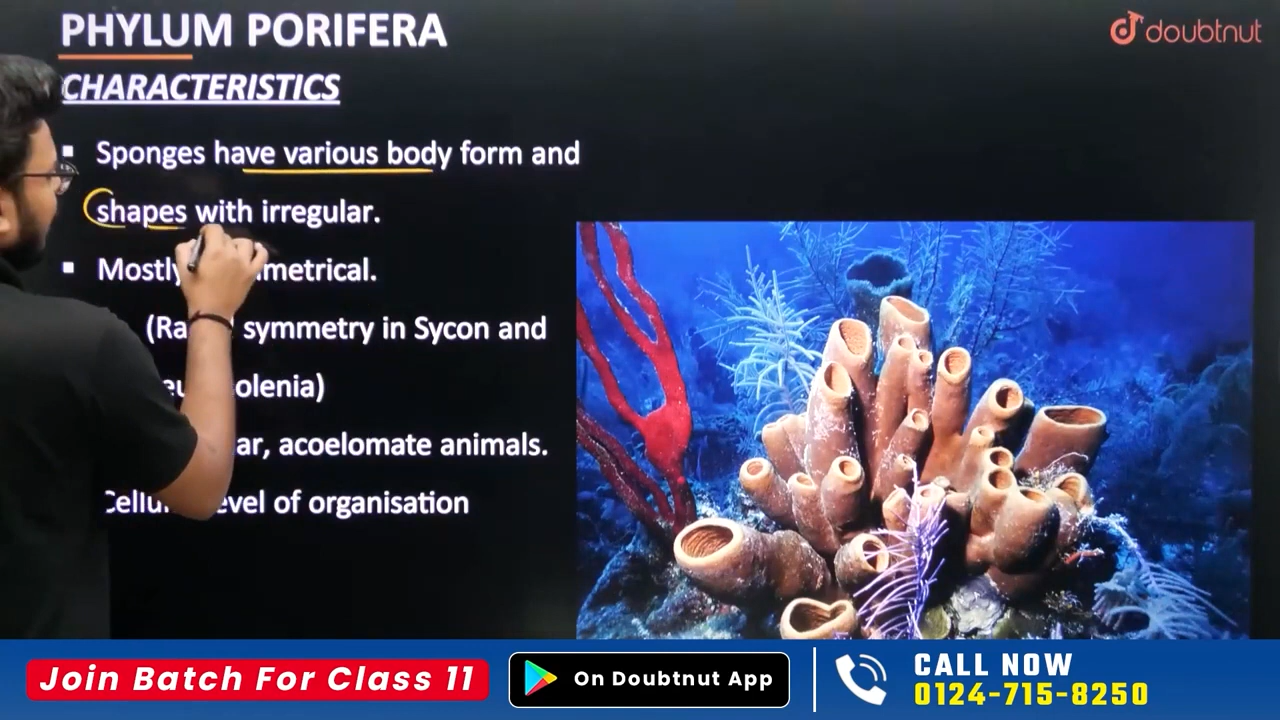 PHYLUM PORIFERA
doubtnut
CHARACTERISTICS
▪ Sponges have various body form and
shapes with irregular.
▪ Mostly metrical.
(Ra symmetry in Sycon and
olenia)
ar, acoelomate animals.
level of organisation
Join Batch For Class 11
On Doubtnut App
CALL NOW
0124-715-8250